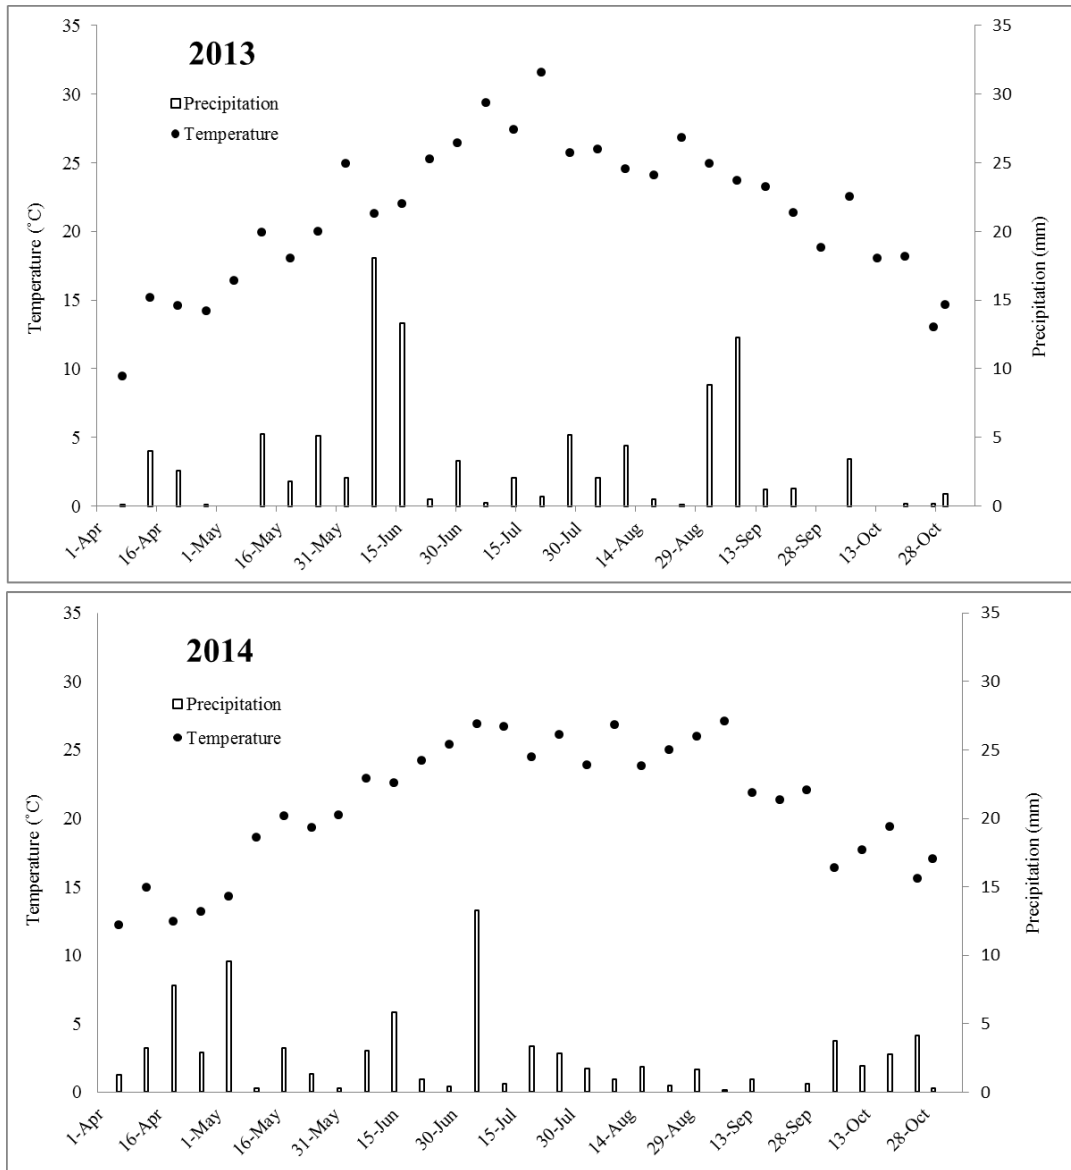 2013
Precipitation
Temperature
Temperature (˚C)
35
30
25
20
15
10
5
0
Precipitation (mm)
35
30
25
20
15
10
5
0
1-Apr
16-Apr
1-May
16-May
31-May
15-Jun
30-Jun
15-Jul
30-Jul
14-Aug
29-Aug
13-Sep
28-Sep
13-Oct
28-Oct
2014
Precipitation
Temperature
Temperature (˚C)
35
30
25
20
15
10
5
0
Precipitation (mm)
35
30
25
20
15
10
5
0
1-Apr
16-Apr
1-May
16-May
31-May
15-Jun
30-Jun
15-Jul
30-Jul
14-Aug
29-Aug
13-Sep
28-Sep
13-Oct
28-Oct